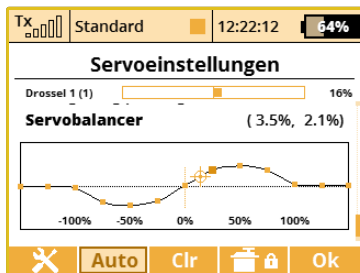 Tx Standard 12:22:12 64%
Servoeinstellungen
Drossel 1 (1) 16%
Servobalancer ( 3.5%, 2.1%)
-100% -50% 0% 50% 100%
Auto Clr Ok